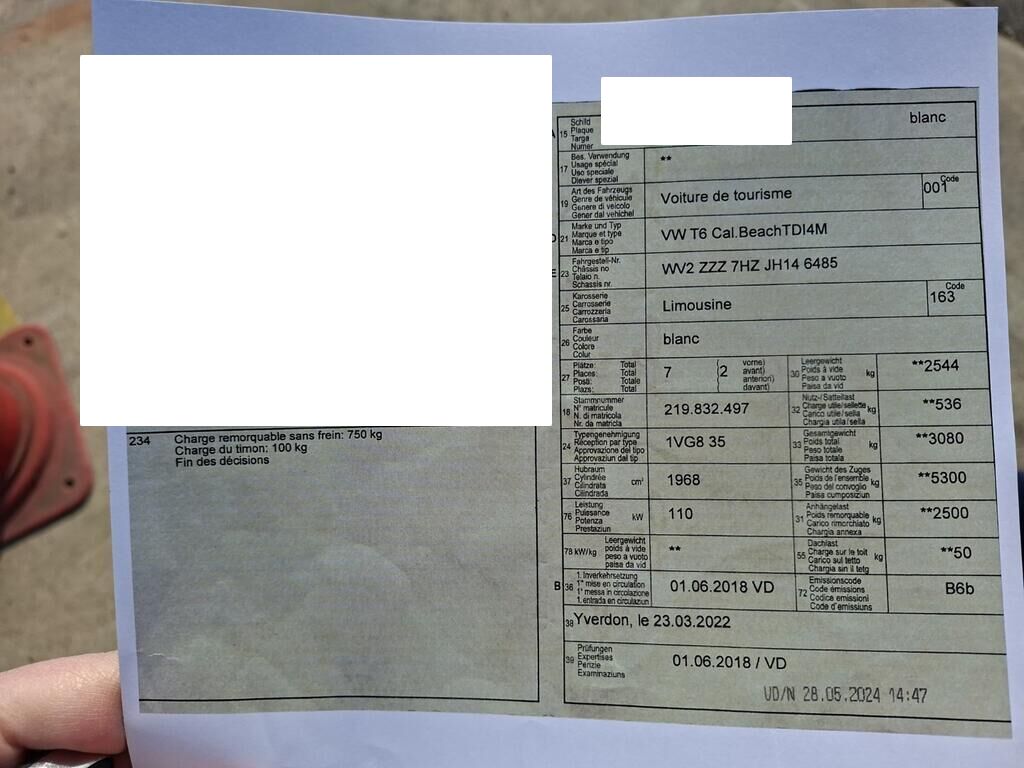 234 Charge remorquable sans frein: 750 kg
Charge du timon: 100 kg
Fin des décisions
A 15 Schild
Plaque
Targa
Numer
blanc
17 Bes. Verwendung
Usage spécial
Uso speciale
Diever spezial
**
19 Art des Fahrzeugs
Genre de véhicule
Genere di veicolo
Gener dal vehichel
Voiture de tourisme
Code
001
D 21 Marke und Typ
Marque et type
Marca e tipo
Marca e tip
VW T6 Cal.BeachTDI4M
E 23 Fahrgestell-Nr.
Châssis no
Telaio n.
Schassis nr.
WV2 ZZZ 7HZ JH14 6485
25 Karosserie
Carrosserie
Carrozzeria
Carossaria
Limousine
Code
163
26 Farbe
Couleur
Colore
Colur
blanc
27 Plätze: Total
Places: Total
Posti: Totale
Plazs: Total
7
(2 vorne)
avant)
anteriori)
davant)
30 Leergewicht
Poids à vide
Peso a vuoto
Paisa da vid
kg
**2544
18 Stammnummer
N° matricule
N. di matricola
Nr. da matricla
219.832.497
32 Nutz-/Sattellast
Charge utile/sellette
Carico utile/sella
Chargia utila/sella
kg
**536
24 Typengenehmigung
Réception par type
Approvazione del tipo
Approvaziun dal tip
1VG8 35
33 Gesamtgewicht
Poids total
Peso totale
Paisa totala
kg
**3080
37 Hubraum
Cylindrée
Cilindrata
Cilindrada
cm³
1968
35 Gewicht des Zuges
Poids de l'ensemble
Peso del convoglio
Paisa cumposiziun
kg
**5300
76 Leistung
Puissance
Potenza
Prestaziun
kW
110
31 Anhängelast
Poids remorquable
Carico rimorchiato
Chargia annexa
kg
**2500
78 kW/kg Leergewicht
poids à vide
peso a vuoto
paisa da vid
**
55 Dachlast
Charge sur le toit
Carico sul tetto
Chargia sin il tetg
kg
**50
B 36 1. Inverkehrsetzung
1re mise en circulation
1a messa in circolazione
1. entrada en circulaziun
01.06.2018 VD
72 Emissionscode
Code émissions
Codice emissioni
Code d'emissiuns
B6b
38 Yverdon, le 23.03.2022
39 Prüfungen
Expertises
Perizie
Examinaziuns
01.06.2018 / VD
VD/N 28.05.2024 14:47